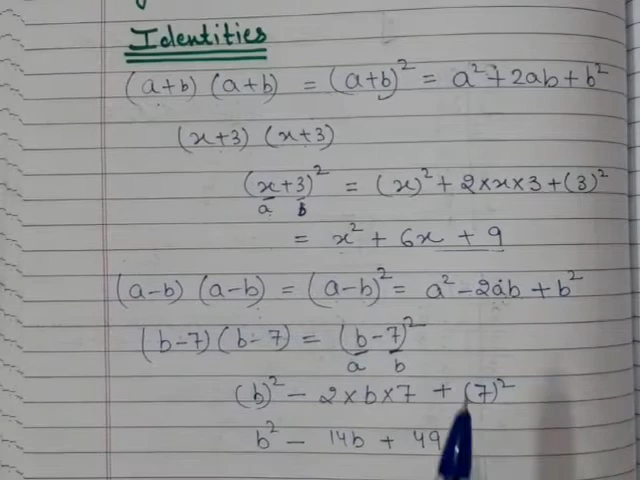 Identities
(a+b) (a+b) = (a+b)² = a² + 2ab + b²
(x+3) (x+3)
(x+3)² = (x)² + 2×x×3 + (3)²
a b
= x² + 6x + 9
(a-b) (a-b) = (a-b)² = a² - 2ab + b²
(b-7) (b-7) = (b-7)²
a b
(b)² - 2×b×7 + (7)²
b² - 14b + 49